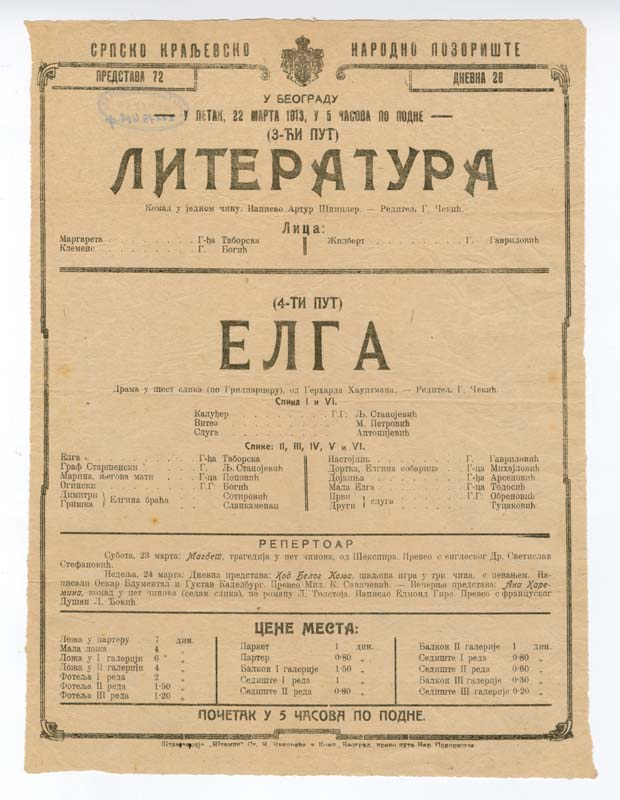 СРПСКО КРАЉЕВСКО НАРОДНО ПОЗОРИШТЕ
ПРЕДСТАВА 72 ДНЕВНА 28
У БЕОГРАДУ
У ПЕТАК, 22 МАРТА 1913, У 5 ЧАСОВА ПО ПОДНЕ
(3-ЋИ ПУТ)
ЛИТЕРАТУРА
Комад у једном чину. Написао Артур Шницлер. — Редитељ Г. Чекић.
Лица:
Маргарета Г-ђа Таборска Жилберт Г. Гавриловић
Клеменс Г. Богић
(4-ТИ ПУТ)
ЕЛГА
Драма у шест слика (по Грилпарцеру), од Герхарда Хауптмана. — Редитељ Г. Чекић.
Слика I и VI.
Калуђер Г.Г. Љ. Станојевић
Витез М. Петровић
Слуга Антонијевић
Слике: II, III, IV, V и VI.
Елга Г-ђа Таборска Настојник Г. Гавриловић
Граф Старшенски Г. Љ. Станојевић Дортка, Елгина собарица Г-ца Михајловић
Марина, његова мати Г-ца Поповић Дојкиња Г-ђа Арсеновић
Огински Г.Г. Богић Мала Елга Г-ца Тодосић
Димитри } Елгина браћа Сотировић Први } слуга Г.Г. Обреновић
Гришка Сланкаменац Други Гуцаковић
РЕПЕРТОАР
Субота, 23 марта: Магбет, трагедија у пет чинова, од Шекспира. Превео с енглеског Др. Светислав
Стефановић.
Недеља, 24 марта: Дневна представа: Код Белог Коња, шаљива игра у три чина, с певањем. На-
писали Оскар Блументал и Густав Каделбург. Превео Мил. К. Савичевић. — Вечерња представа: Ана Каре-
њина, комад у пет чинова (седам слика), по роману Л. Толстоја. Написао Едмонд Гиро. Превео с француског
Душан Л. Ђокић.
ЦЕНЕ МЕСТА:
Ложа у партеру 7 дин. Паркет 1 дин. Балкон II галерије 1 дин.
Мала ложа 4 „ Партер 0·80 „ Седиште I реда 0·80 „
Ложа у I галерији 6 „ Балкон I галерије 1·50 „ Седиште II реда 0·60 „
Ложа у II галерији 4 „ Седиште I реда 1 „ Балкон III галерије 0·30 „
Фотеља I реда 2 „ Седиште II реда 0·80 „ Седиште III галерије 0·20 „
Фотеља II реда 1·50 „
Фотеља III реда 1·20 „
ПОЧЕТАК У 5 ЧАСОВА ПО ПОДНЕ.
Штампарија „Штампа“ Ст. М. Ивковића и Комп., Београд, преко пута Нар. Позоришта